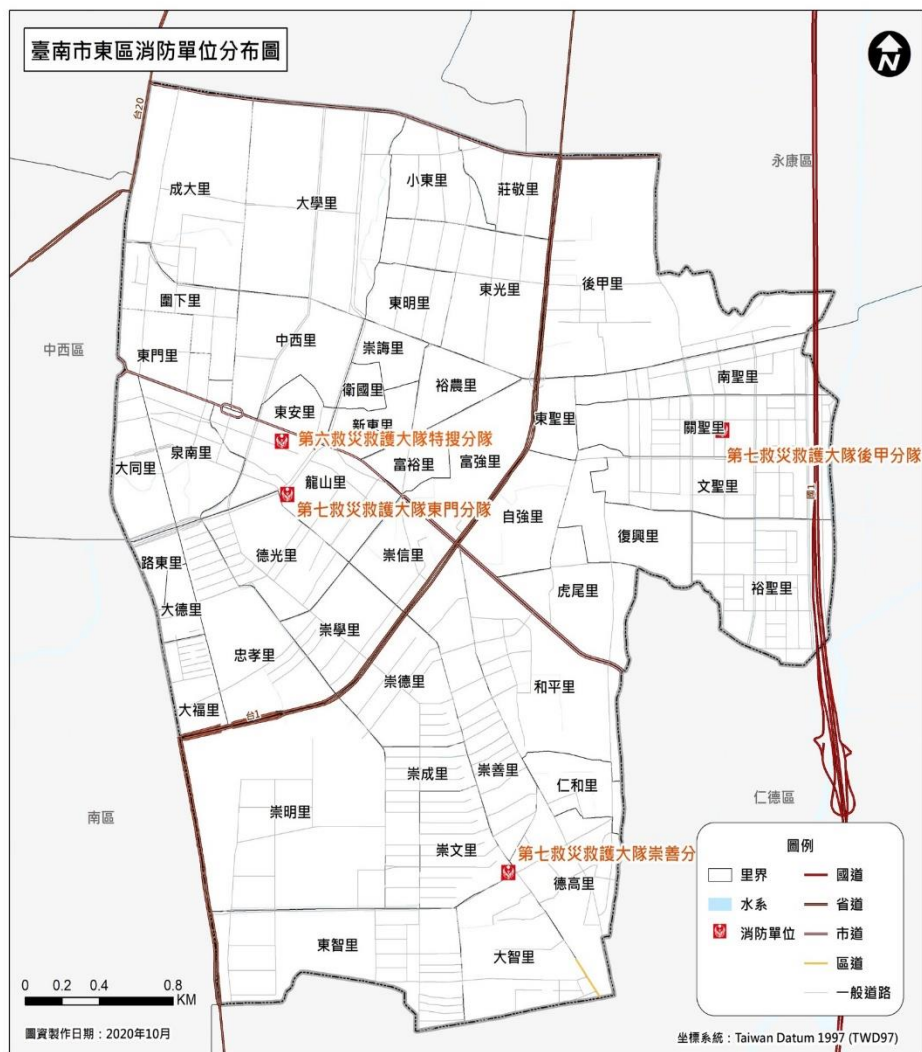 臺南市東區消防單位分布圖
N
台20
永康區
小東里
莊敬里
成大里
大學里
後甲里
圍下里
東明里
東光里
中西里
中西區
東門里
崇誨里
南聖里
衛國里
裕農里
東安里
東聖里
關聖里
新東里
第六救災救護大隊特搜分隊
泉南里
大同里
富裕里
富強里
第七救災救護大隊後甲分隊
龍山里
文聖里
國1
第七救災救護大隊東門分隊
自強里
復興里
德光里
崇信里
路東里
虎尾里
裕聖里
大德里
崇學里
忠孝里
崇德里
和平里
大福里
台1
崇成里
崇善里
仁和里
仁德區
崇明里
南區
崇文里
第七救災救護大隊崇善分
德高里
東智里
大智里
圖例
里界
國道
水系
省道
消防單位
市道
區道
一般道路
0 0.2 0.4 0.8
KM
圖資製作日期：2020年10月
坐標系統：Taiwan Datum 1997 (TWD97)